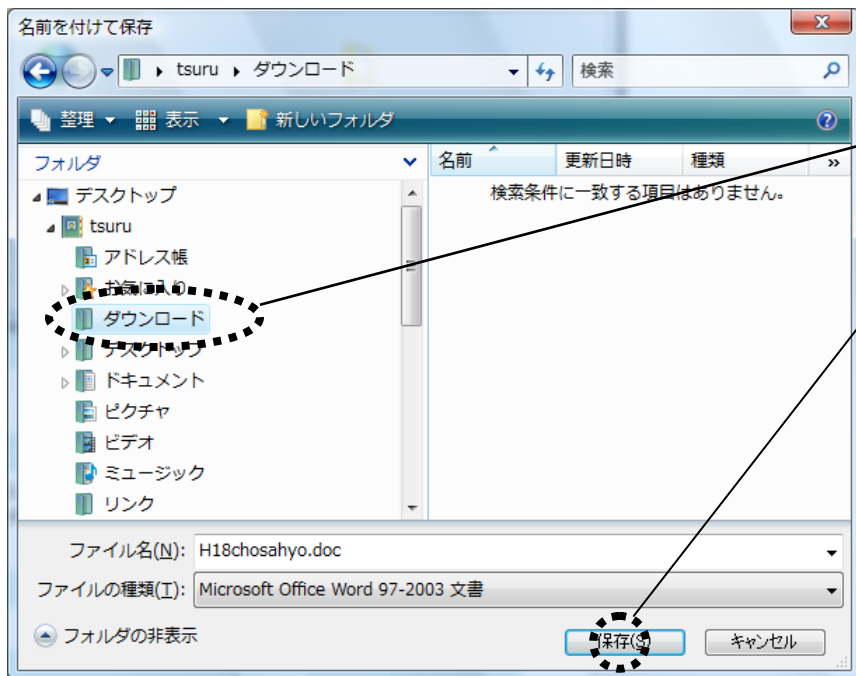 名前を付けて保存
tsuru ダウンロード 検索
整理 表示 新しいフォルダ
フォルダ 名前 更新日時 種類 »
デスクトップ 検索条件に一致する項目はありません。
tsuru
アドレス帳
お気に入り
ダウンロード
デスクトップ
ドキュメント
ピクチャ
ビデオ
ミュージック
リンク
ファイル名(N): H18chosahyo.doc
ファイルの種類(T): Microsoft Office Word 97-2003 文書
フォルダの非表示 保存(S) キャンセル